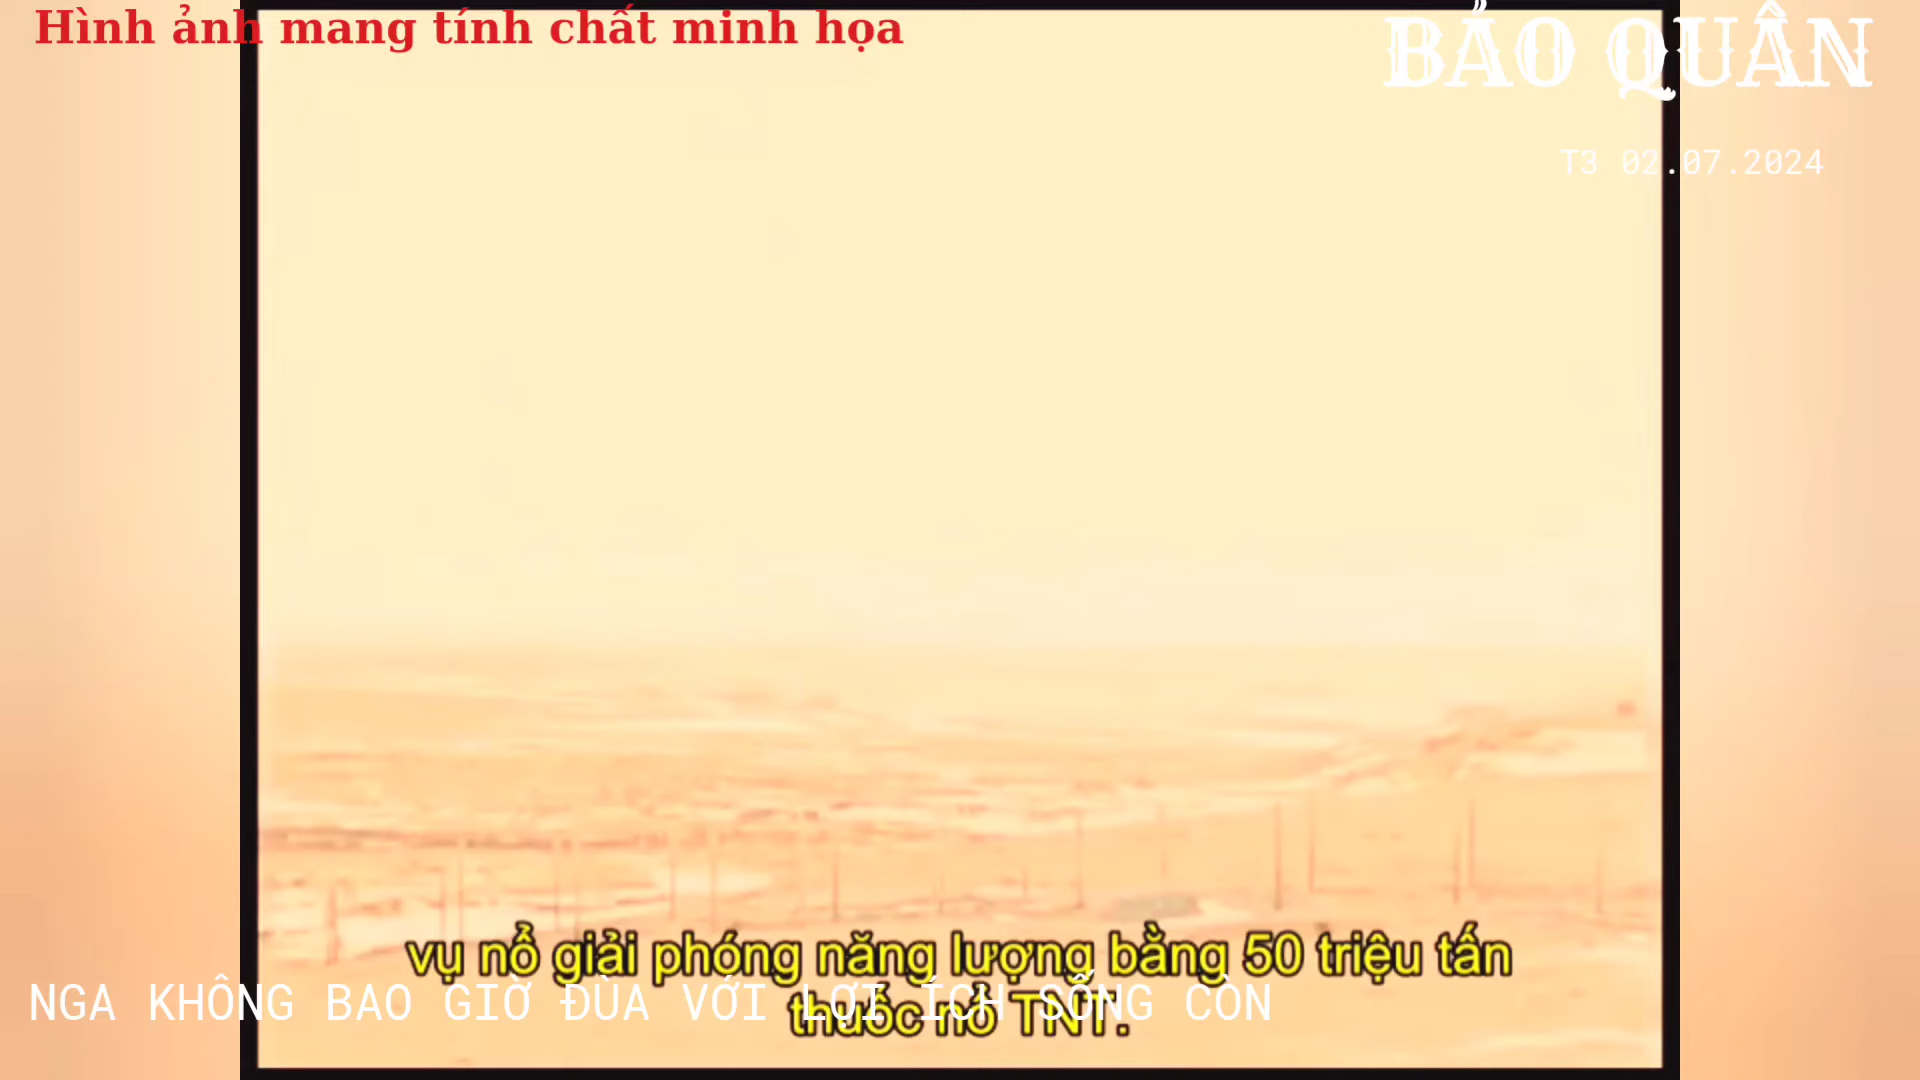 Hình ảnh mang tính chất minh họa
BẢO QUÂN
T3 02.07.2024
vụ nổ giải phóng năng lượng bằng 50 triệu tấn
thuốc nổ TNT.
NGA KHÔNG BAO GIỜ ĐÙA VỚI LỢI ÍCH SỐNG CÒN